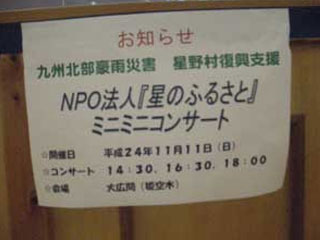 お知らせ
九州北部豪雨災害 星野村復興支援
NPO法人『星のふるさと』
ミニミニコンサート
☆開催日 平成24年11月11日(日)
☆コンサート 14:30. 16:30. 18:00
☆会場 大広間(姫空木)